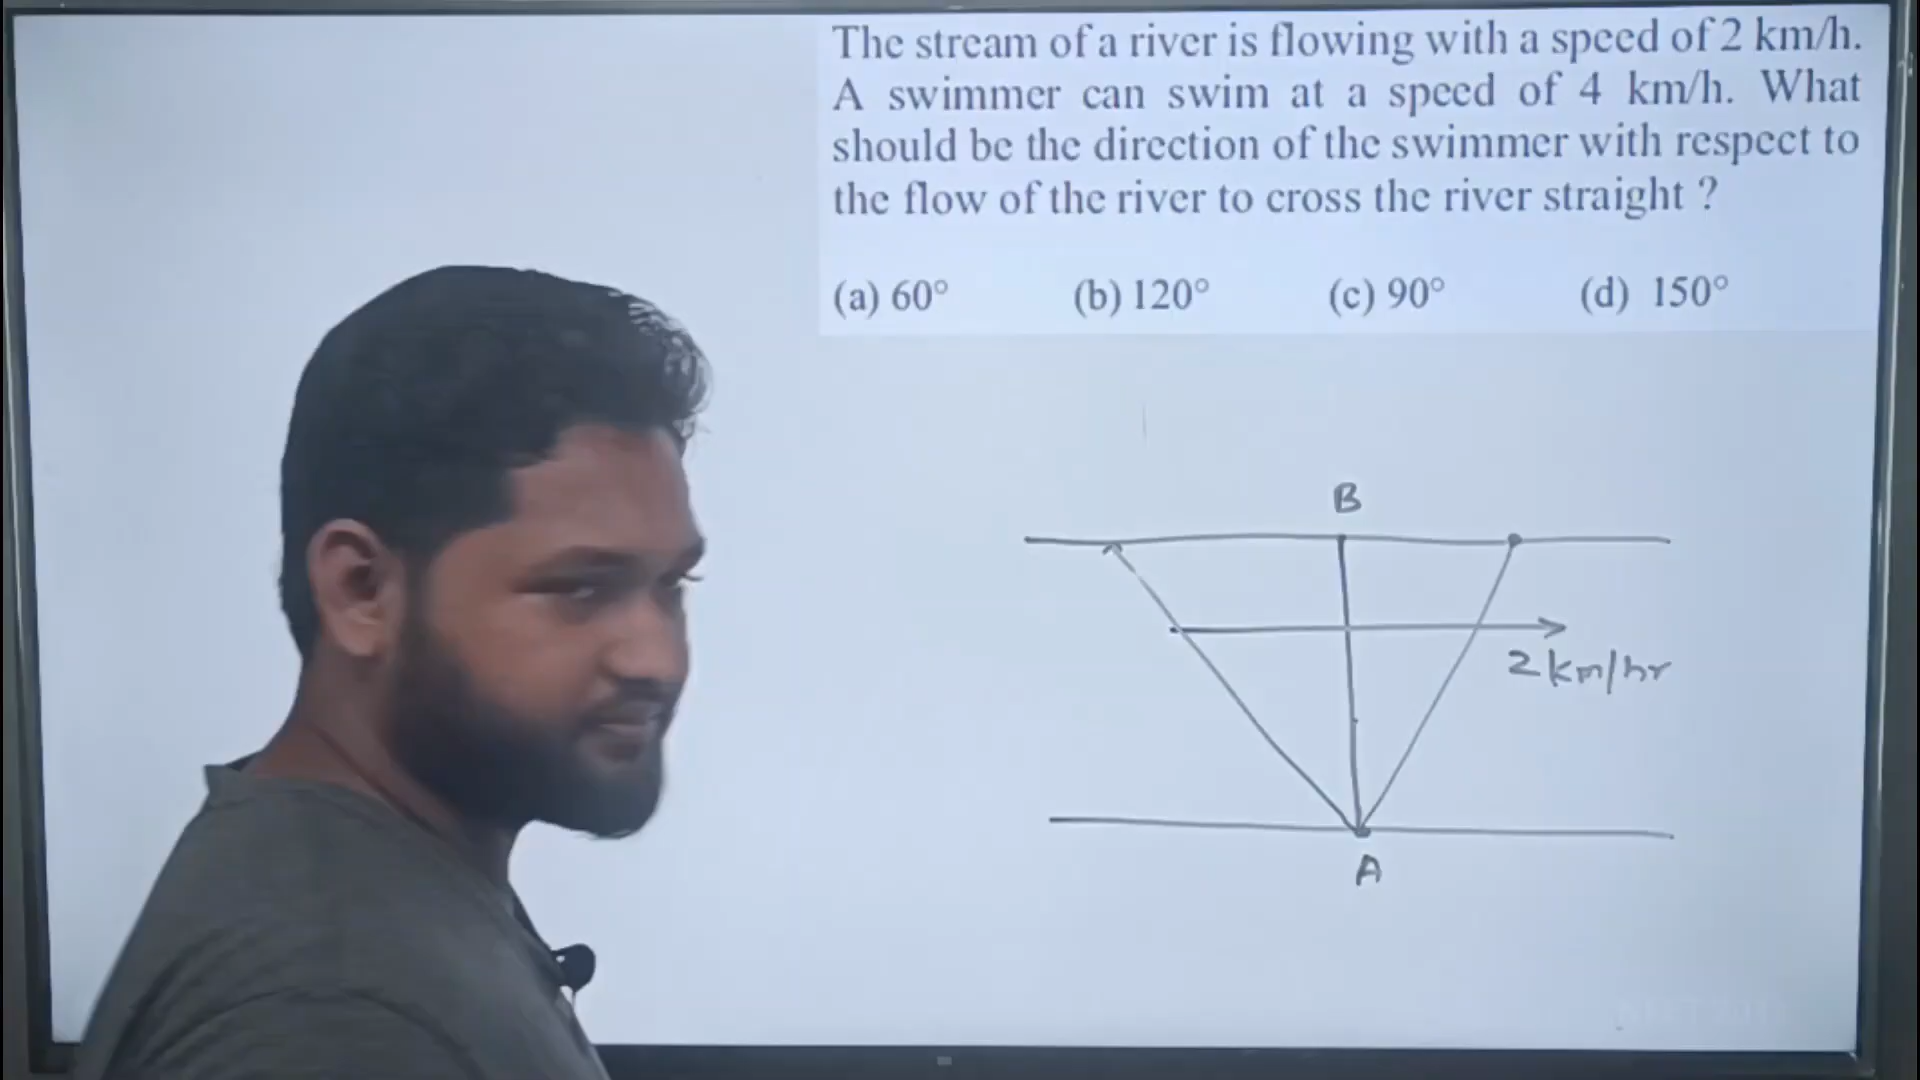 The stream of a river is flowing with a speed of 2 km/h.
A swimmer can swim at a speed of 4 km/h. What
should be the direction of the swimmer with respect to
the flow of the river to cross the river straight ?
(a) 60° (b) 120° (c) 90° (d) 150°
B
2km/hr
A